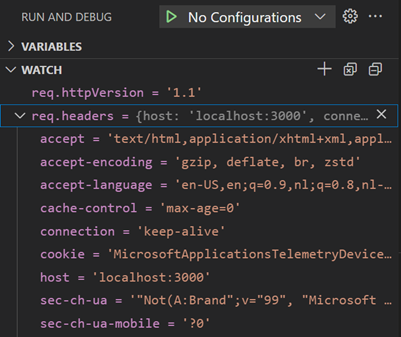 RUN AND DEBUG No Configurations
VARIABLES
WATCH
req.httpVersion = '1.1'
req.headers = {host: 'localhost:3000', conne…
accept = 'text/html,application/xhtml+xml,appl…
accept-encoding = 'gzip, deflate, br, zstd'
accept-language = 'en-US,en;q=0.9,nl;q=0.8,nl-…
cache-control = 'max-age=0'
connection = 'keep-alive'
cookie = 'MicrosoftApplicationsTelemetryDevice…
host = 'localhost:3000'
sec-ch-ua = '"Not(A:Brand";v="99", "Microsoft …
sec-ch-ua-mobile = '?0'